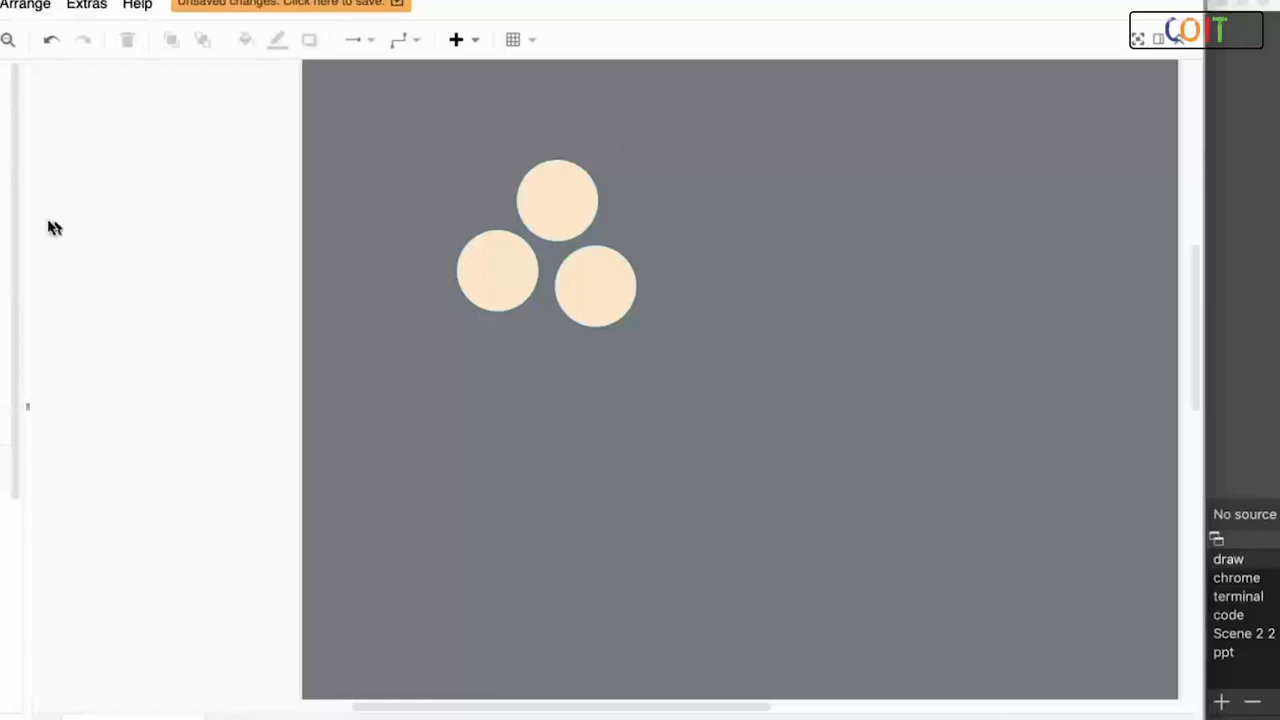 Arrange Extras Help Unsaved changes. Click here to save.
COIT
No source
draw
chrome
terminal
code
Scene 2 2
ppt